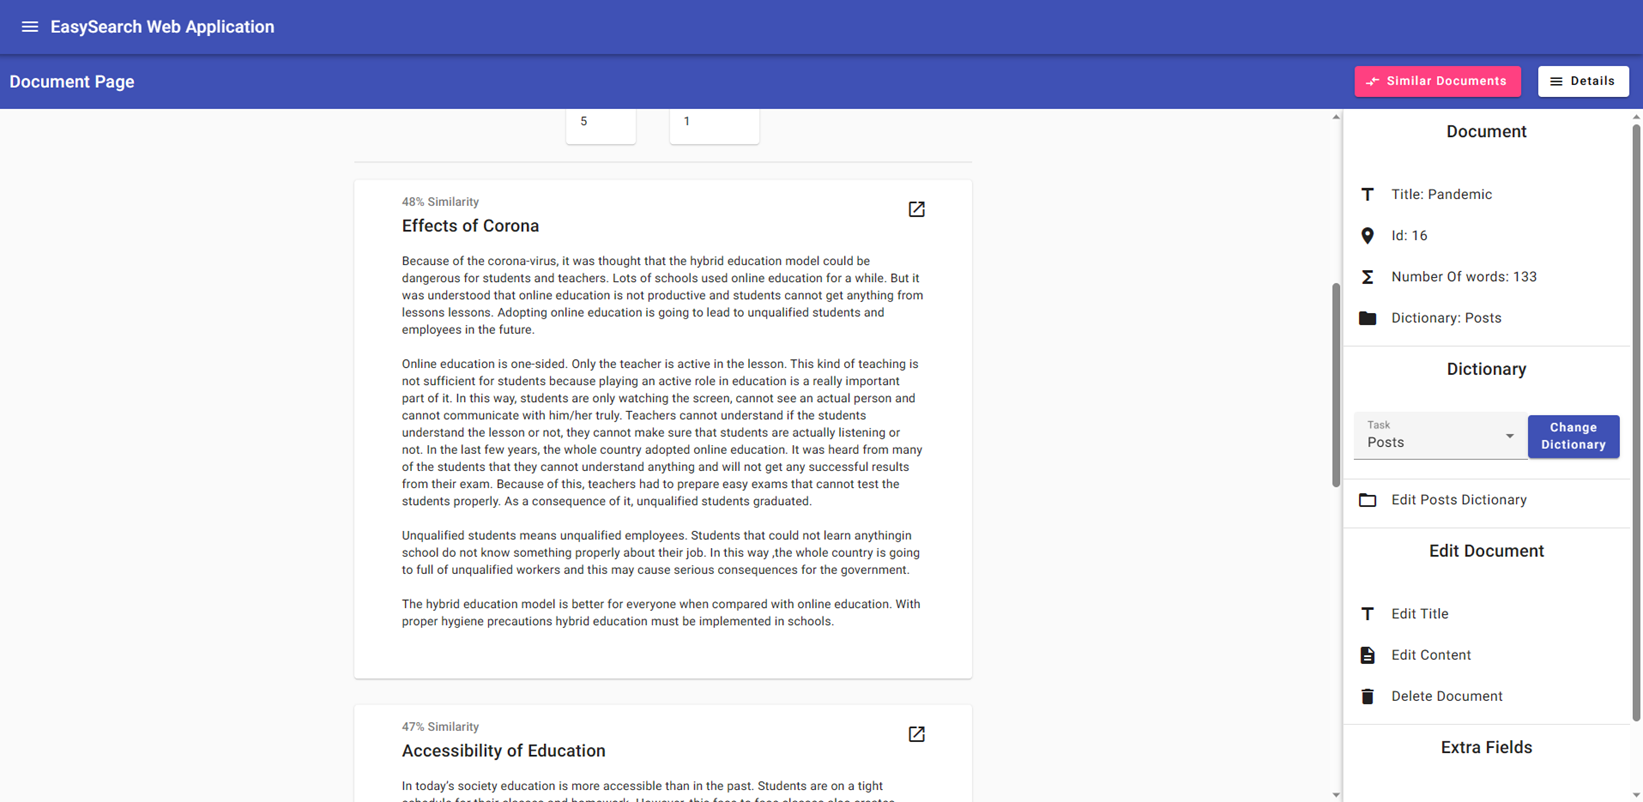 EasySearch Web Application
Document Page
Similar Documents
Details
5
1
48% Similarity
Effects of Corona
Because of the corona-virus, it was thought that the hybrid education model could be
dangerous for students and teachers. Lots of schools used online education for a while. But it
was understood that online education is not productive and students cannot get anything from
lessons lessons. Adopting online education is going to lead to unqualified students and
employees in the future.
Online education is one-sided. Only the teacher is active in the lesson. This kind of teaching is
not sufficient for students because playing an active role in education is a really important
part of it. In this way, students are only watching the screen, cannot see an actual person and
cannot communicate with him/her truly. Teachers cannot understand if the students
understand the lesson or not, they cannot make sure that students are actually listening or
not. In the last few years, the whole country adopted online education. It was heard from many
of the students that they cannot understand anything and will not get any successful results
from their exam. Because of this, teachers had to prepare easy exams that cannot test the
students properly. As a consequence of it, unqualified students graduated.
Unqualified students means unqualified employees. Students that could not learn anythingin
school do not know something properly about their job. In this way ,the whole country is going
to full of unqualified workers and this may cause serious consequences for the government.
The hybrid education model is better for everyone when compared with online education. With
proper hygiene precautions hybrid education must be implemented in schools.
47% Similarity
Accessibility of Education
In today's society education is more accessible than in the past. Students are on a tight
schedule for their classes and homework. However, this face to face classes also creates
Document
Title: Pandemic
Id: 16
Number Of words: 133
Dictionary: Posts
Dictionary
Task
Posts
Change
Dictionary
Edit Posts Dictionary
Edit Document
Edit Title
Edit Content
Delete Document
Extra Fields